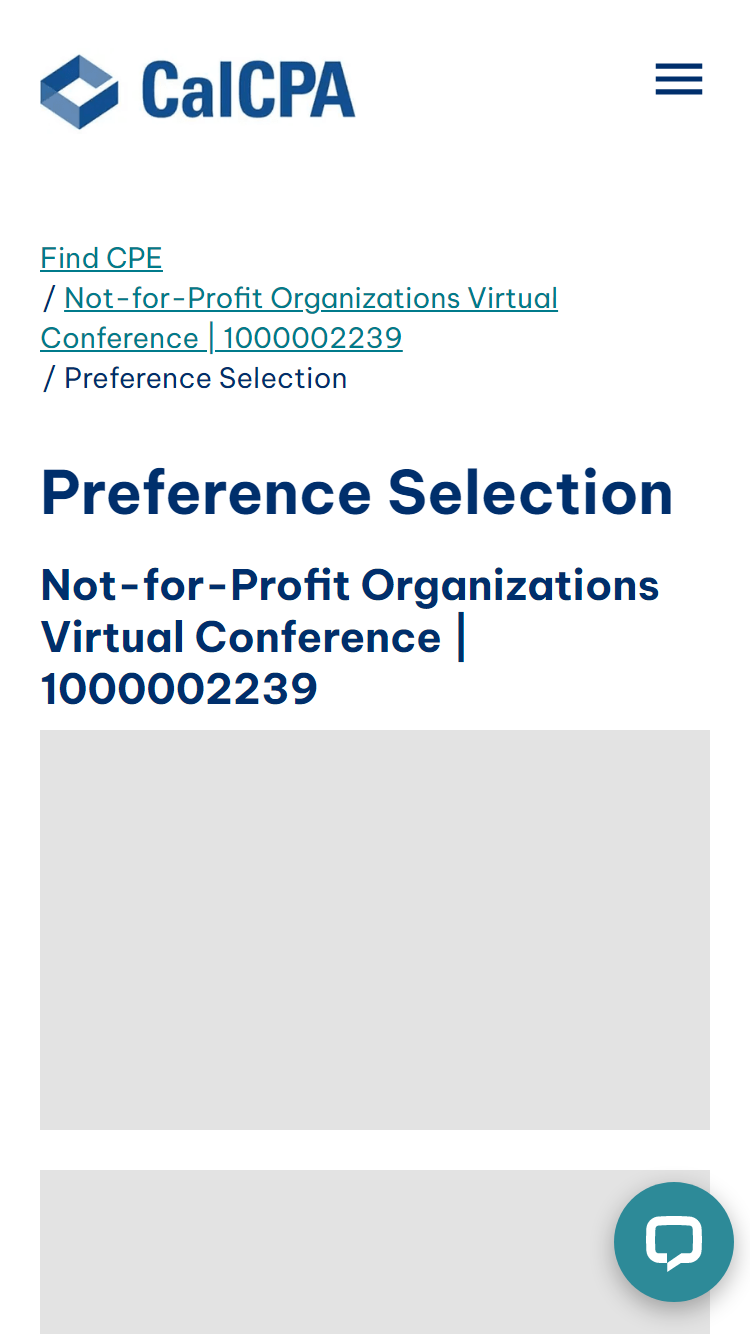 CalCPA
Find CPE
/ Not-for-Profit Organizations Virtual
Conference | 1000002239
/ Preference Selection
Preference Selection
Not-for-Profit Organizations
Virtual Conference |
1000002239